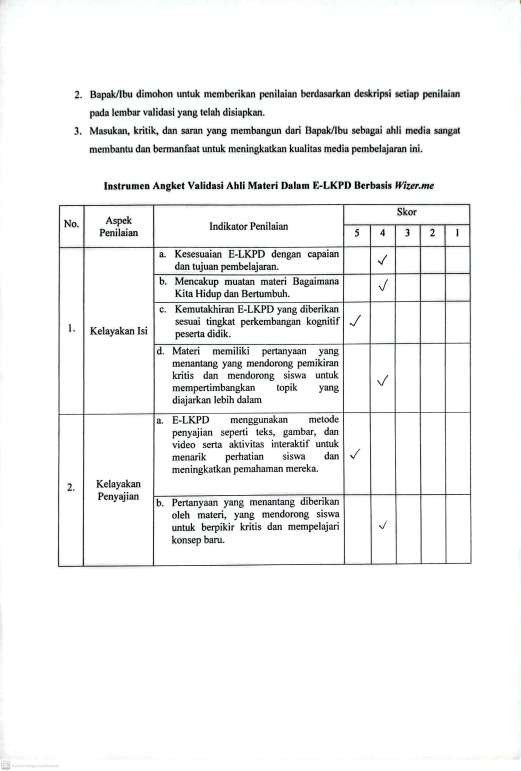 2. Bapak/Ibu dimohon untuk memberikan penilaian berdasarkan deskripsi setiap penilaian
pada lembar validasi yang telah disiapkan.
3. Masukan, kritik, dan saran yang membangun dari Bapak/Ibu sebagai ahli media sangat
membantu dan bermanfaat untuk meningkatkan kualitas media pembelajaran ini.
Instrumen Angket Validasi Ahli Materi Dalam E-LKPD Berbasis Wizer.me
No. Aspek Penilaian Indikator Penilaian Skor
5 4 3 2 1
1. Kelayakan Isi
a. Kesesuaian E-LKPD dengan capaian
dan tujuan pembelajaran. ✓
b. Mencakup muatan materi Bagaimana
Kita Hidup dan Bertumbuh. ✓
c. Kemutakhiran E-LKPD yang diberikan
sesuai tingkat perkembangan kognitif
peserta didik. ✓
d. Materi memiliki pertanyaan yang
menantang yang mendorong pemikiran
kritis dan mendorong siswa untuk
mempertimbangkan topik yang
diajarkan lebih dalam ✓
2. Kelayakan Penyajian
a. E-LKPD menggunakan metode
penyajian seperti teks, gambar, dan
video serta aktivitas interaktif untuk
menarik perhatian siswa dan
meningkatkan pemahaman mereka. ✓
b. Pertanyaan yang menantang diberikan
oleh materi, yang mendorong siswa
untuk berpikir kritis dan mempelajari
konsep baru. ✓